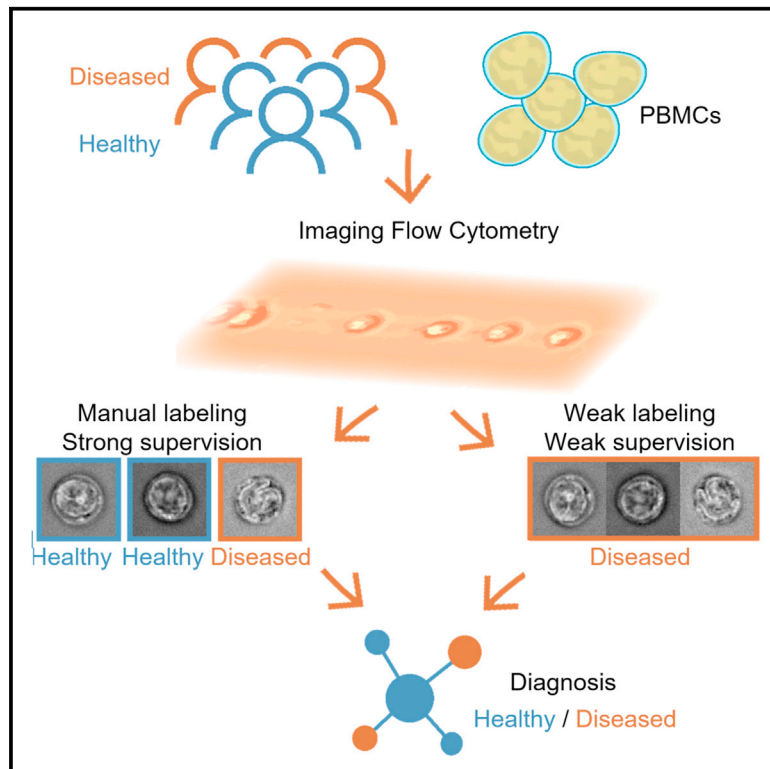 Diseased
Healthy
PBMCs
Imaging Flow Cytometry
Manual labeling
Strong supervision
Healthy Healthy Diseased
Weak labeling
Weak supervision
Diseased
Diagnosis
Healthy / Diseased